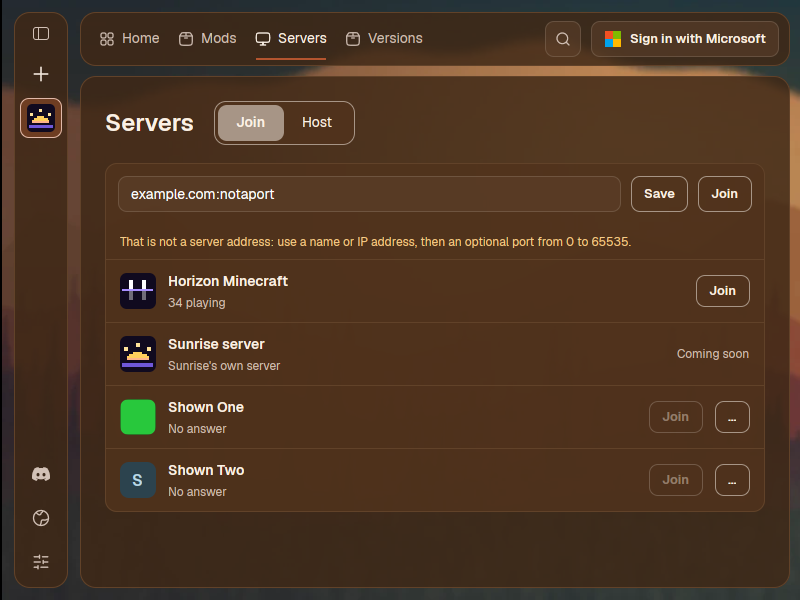 Home
Mods
Servers
Versions
Sign in with Microsoft
Servers
Join
Host
example.com:notaport
Save
Join
That is not a server address: use a name or IP address, then an optional port from 0 to 65535.
Horizon Minecraft
34 playing
Join
Sunrise server
Sunrise's own server
Coming soon
Shown One
No answer
Join
...
S
Shown Two
No answer
Join
...